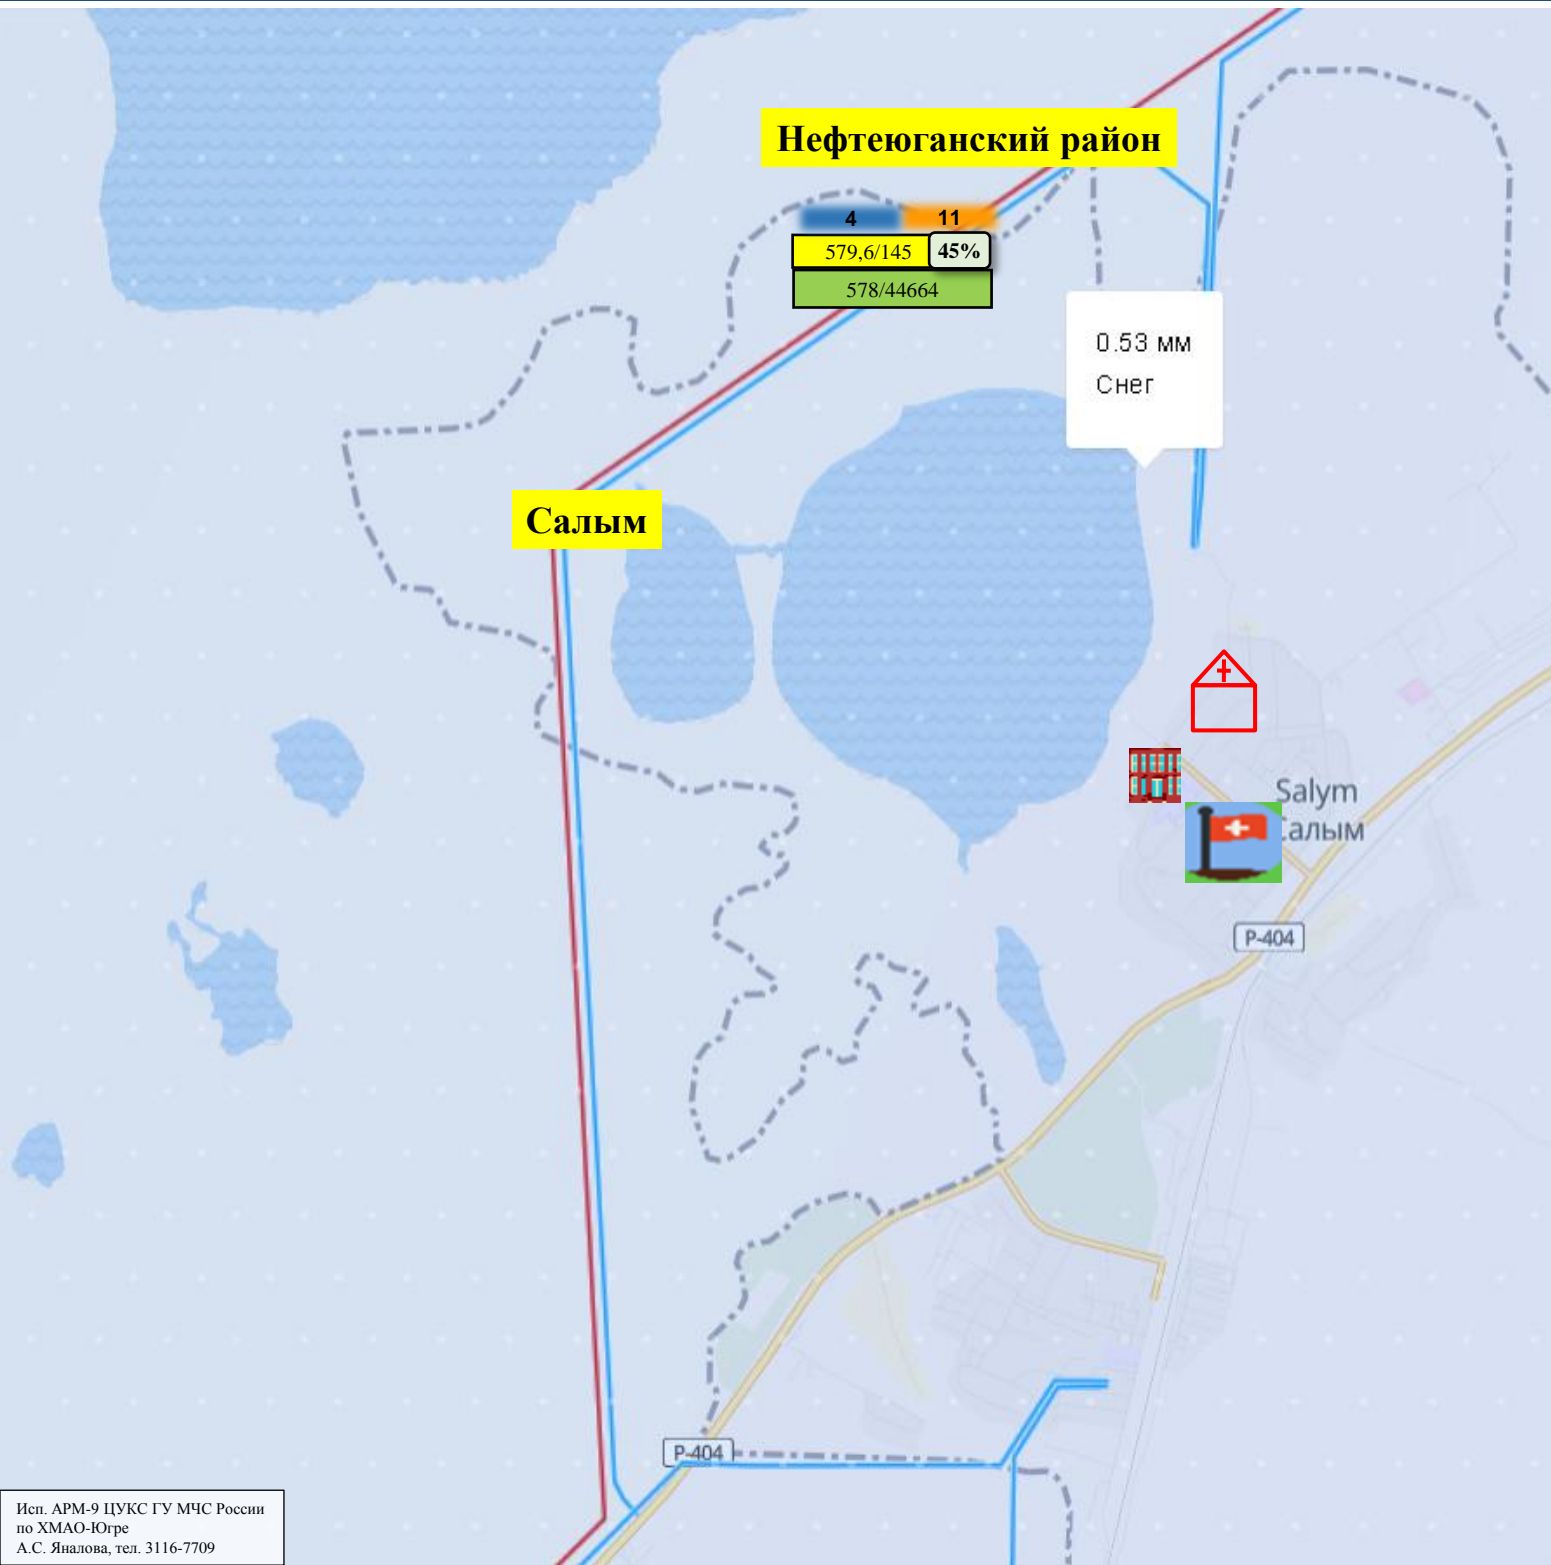 Нефтеюганский район
4 11
579,6/145 45%
578/44664
0.53 мм
Снег
Салым
Salym
алым
P-404
P-404
Исп. АРМ-9 ЦУКС ГУ МЧС России
по ХМАО-Югре
А.С. Яналова, тел. 3116-7709